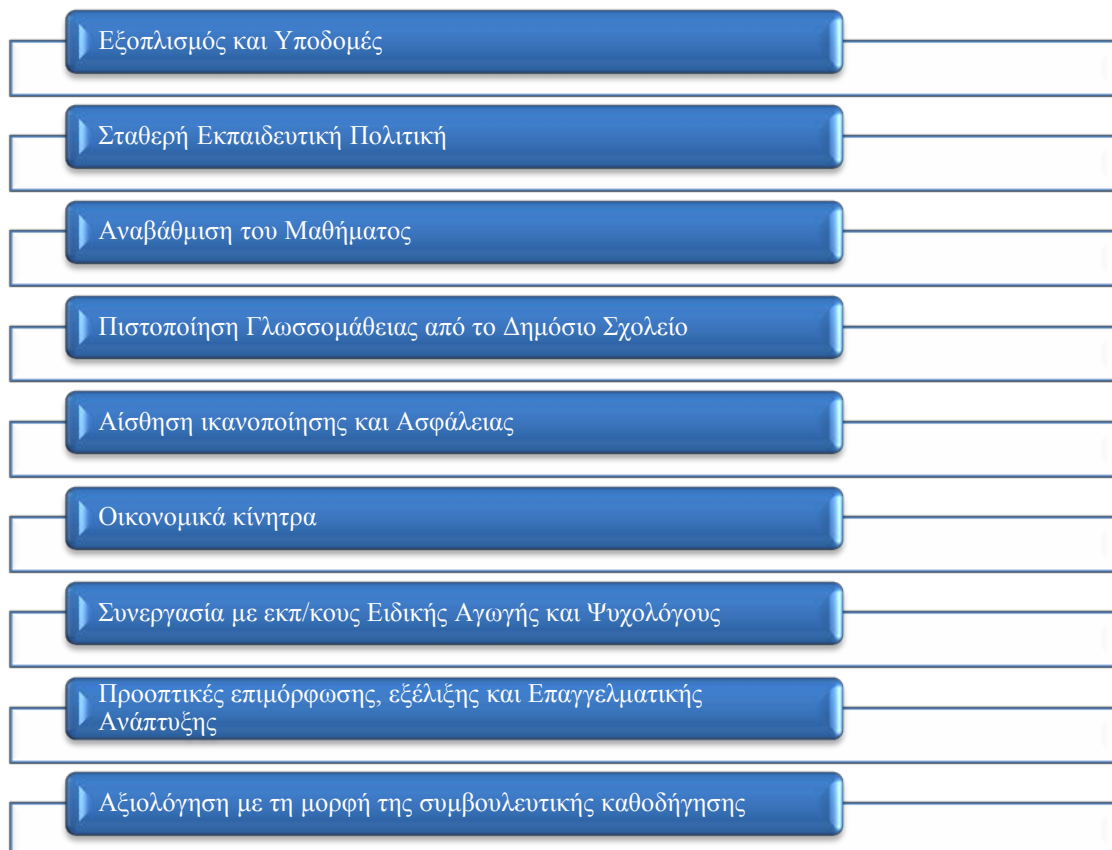 Εξοπλισμός και Υποδομές
Σταθερή Εκπαιδευτική Πολιτική
Αναβάθμιση του Μαθήματος
Πιστοποίηση Γλωσσομάθειας από το Δημόσιο Σχολείο
Αίσθηση ικανοποίησης και Ασφάλειας
Οικονομικά κίνητρα
Συνεργασία με εκπ/κους Ειδικής Αγωγής και Ψυχολόγους
Προοπτικές επιμόρφωσης, εξέλιξης και Επαγγελματικής
Ανάπτυξης
Αξιολόγηση με τη μορφή της συμβουλευτικής καθοδήγησης